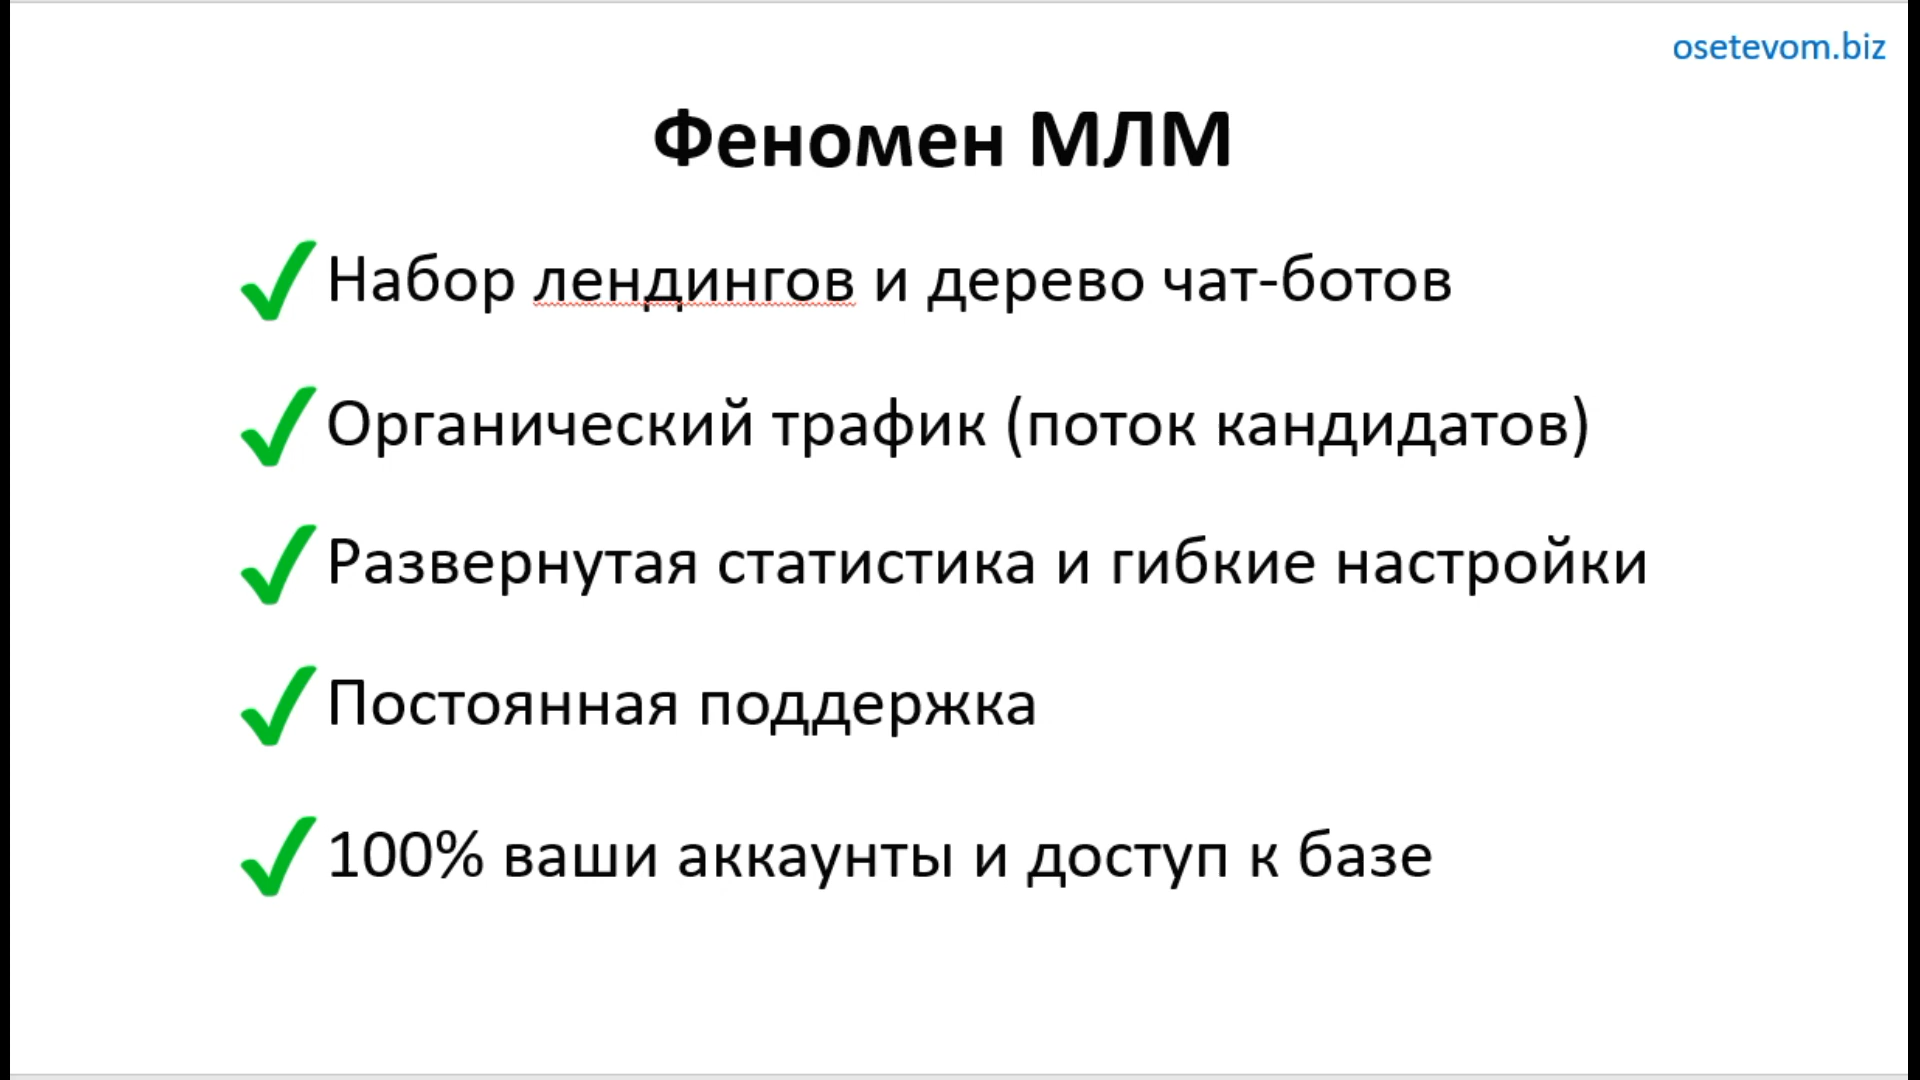 osetevom.biz
Феномен МЛМ
Набор лендингов и дерево чат-ботов
Органический трафик (поток кандидатов)
Развернутая статистика и гибкие настройки
Постоянная поддержка
100% ваши аккаунты и доступ к базе